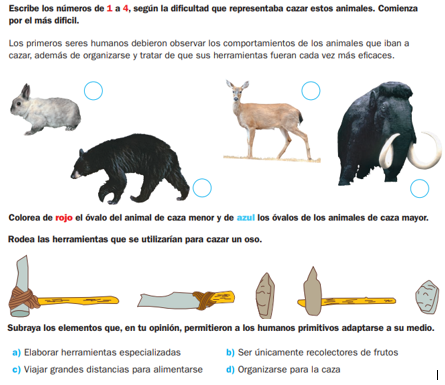 Escribe los números de 1 a 4, según la dificultad que representaba cazar estos animales. Comienza
por el más difícil.
Los primeros seres humanos debieron observar los comportamientos de los animales que iban a
cazar, además de organizarse y tratar de que sus herramientas fueran cada vez más eficaces.
Colorea de rojo el óvalo del animal de caza menor y de azul los óvalos de los animales de caza mayor.
Rodea las herramientas que se utilizarían para cazar un oso.
Subraya los elementos que, en tu opinión, permitieron a los humanos primitivos adaptarse a su medio.
a) Elaborar herramientas especializadas b) Ser únicamente recolectores de frutos
c) Viajar grandes distancias para alimentarse d) Organizarse para la caza